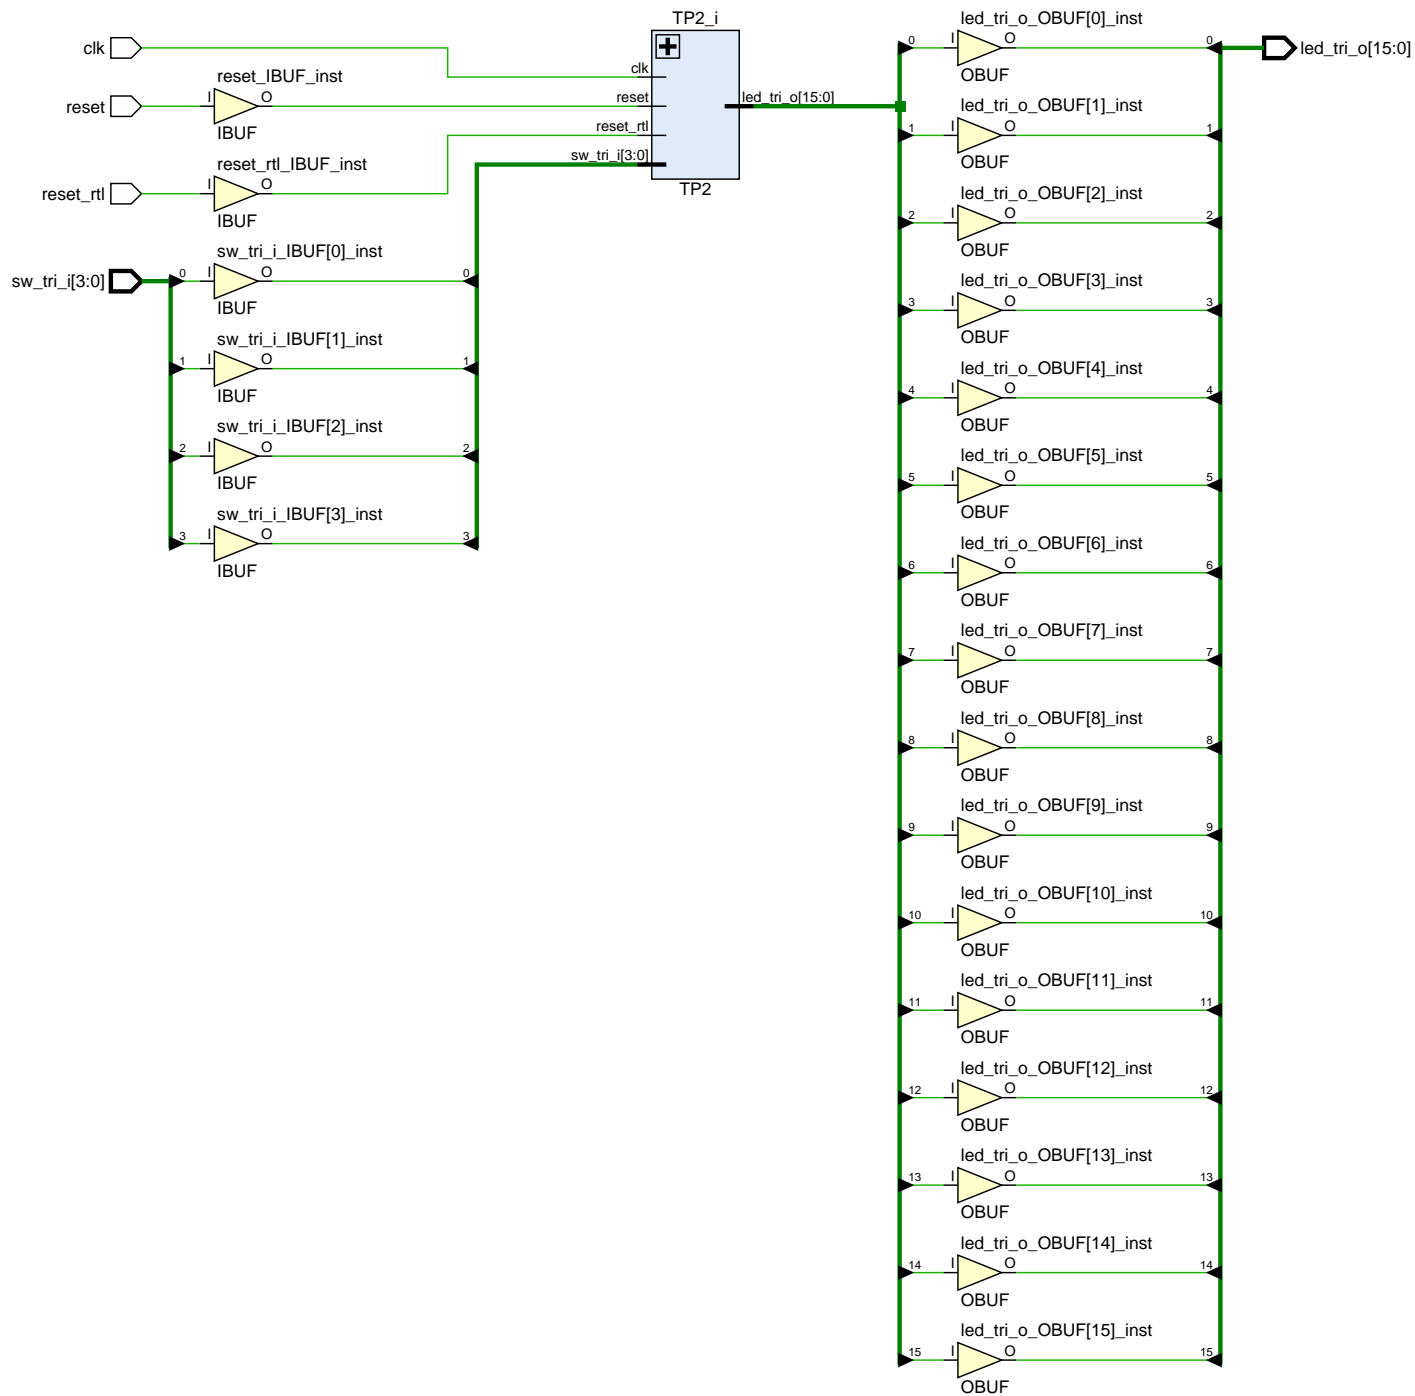 TP2_i
clk
clk
reset
reset_IBUF_inst
I
O
IBUF
reset
reset_rtl
reset_rtl_IBUF_inst
I
O
IBUF
reset_rtl
sw_tri_i[3:0]
led_tri_o[15:0]
TP2
sw_tri_i[3:0]
sw_tri_i_IBUF[0]_inst
0 I O 0
IBUF
sw_tri_i_IBUF[1]_inst
1 I O 1
IBUF
sw_tri_i_IBUF[2]_inst
2 I O 2
IBUF
sw_tri_i_IBUF[3]_inst
3 I O 3
IBUF
led_tri_o_OBUF[0]_inst
0 I O 0
OBUF
led_tri_o[15:0]
led_tri_o_OBUF[1]_inst
1 I O 1
OBUF
led_tri_o_OBUF[2]_inst
2 I O 2
OBUF
led_tri_o_OBUF[3]_inst
3 I O 3
OBUF
led_tri_o_OBUF[4]_inst
4 I O 4
OBUF
led_tri_o_OBUF[5]_inst
5 I O 5
OBUF
led_tri_o_OBUF[6]_inst
6 I O 6
OBUF
led_tri_o_OBUF[7]_inst
7 I O 7
OBUF
led_tri_o_OBUF[8]_inst
8 I O 8
OBUF
led_tri_o_OBUF[9]_inst
9 I O 9
OBUF
led_tri_o_OBUF[10]_inst
10 I O 10
OBUF
led_tri_o_OBUF[11]_inst
11 I O 11
OBUF
led_tri_o_OBUF[12]_inst
12 I O 12
OBUF
led_tri_o_OBUF[13]_inst
13 I O 13
OBUF
led_tri_o_OBUF[14]_inst
14 I O 14
OBUF
led_tri_o_OBUF[15]_inst
15 I O 15
OBUF